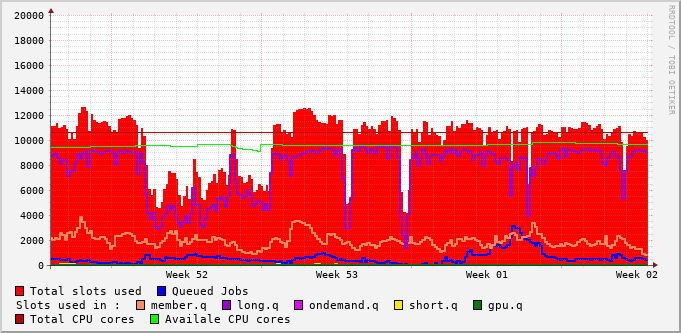 RRDTOOL / TOBI OETIKER
20000
18000
16000
14000
12000
10000
8000
6000
4000
2000
0
Week 52 Week 53 Week 01 Week 02
Total slots used Queued Jobs
Slots used in : member.q long.q ondemand.q short.q gpu.q
Total CPU cores Availale CPU cores